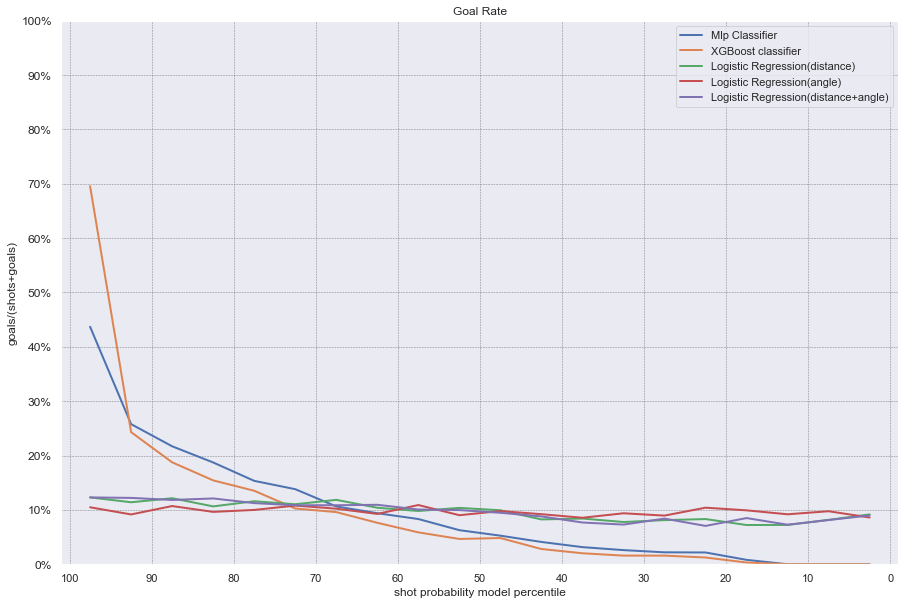 Goal Rate
100%
90%
80%
70%
60%
50%
40%
30%
20%
10%
0%
goals/(shots+goals)
Mlp Classifier
XGBoost classifier
Logistic Regression(distance)
Logistic Regression(angle)
Logistic Regression(distance+angle)
100 90 80 70 60 50 40 30 20 10 0
shot probability model percentile